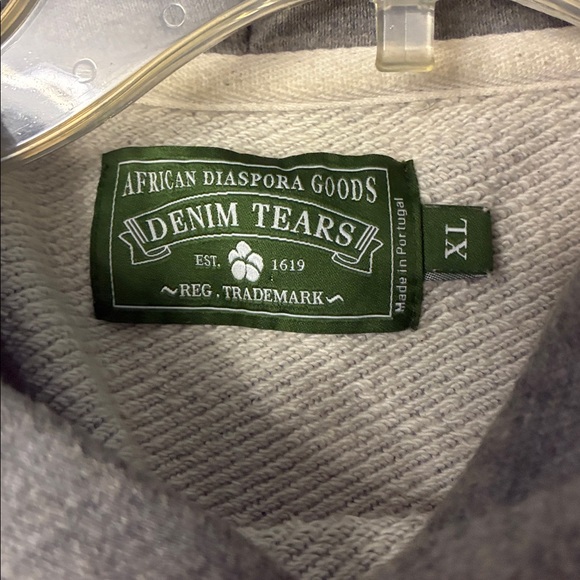 AFRICAN DIASPORA GOODS
DENIM TEARS
EST. 1619
~REG. TRADEMARK~
Made in Portugal
XL